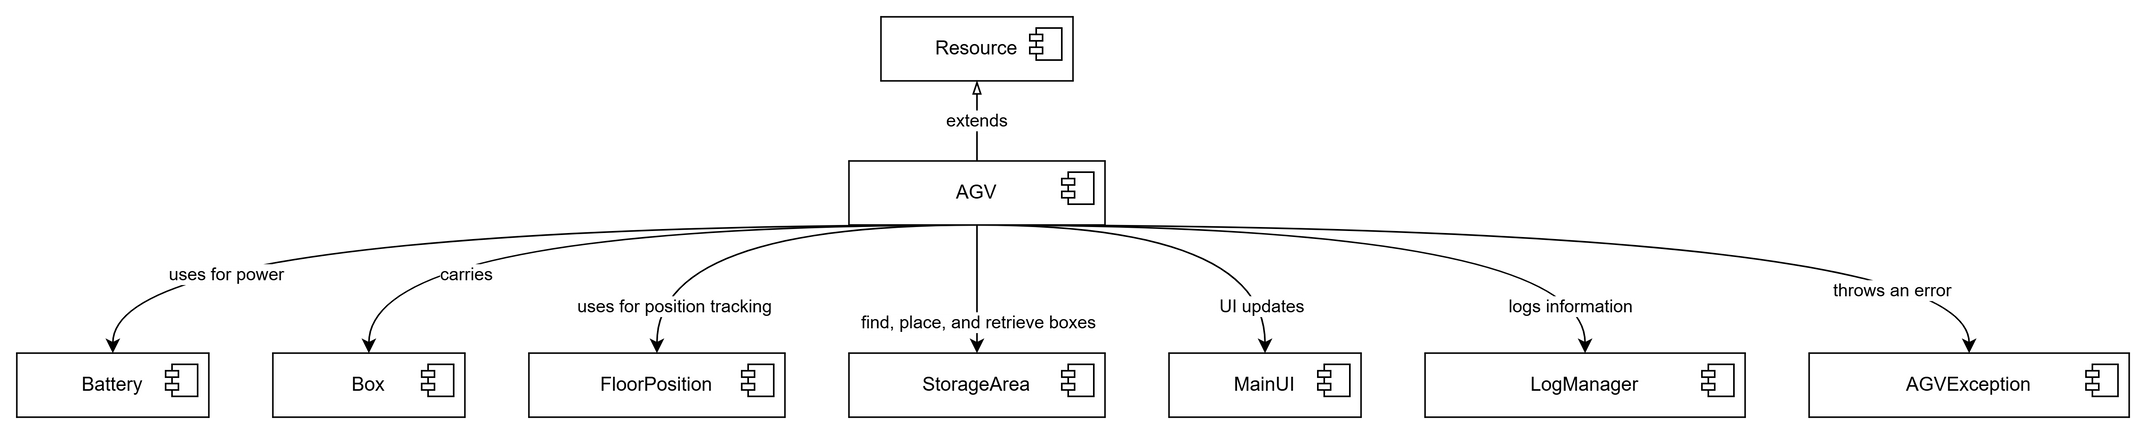 Resource
extends
AGV
uses for power
carries
uses for position tracking
find, place, and retrieve boxes
UI updates
logs information
throws an error
Battery
Box
FloorPosition
StorageArea
MainUI
LogManager
AGVException